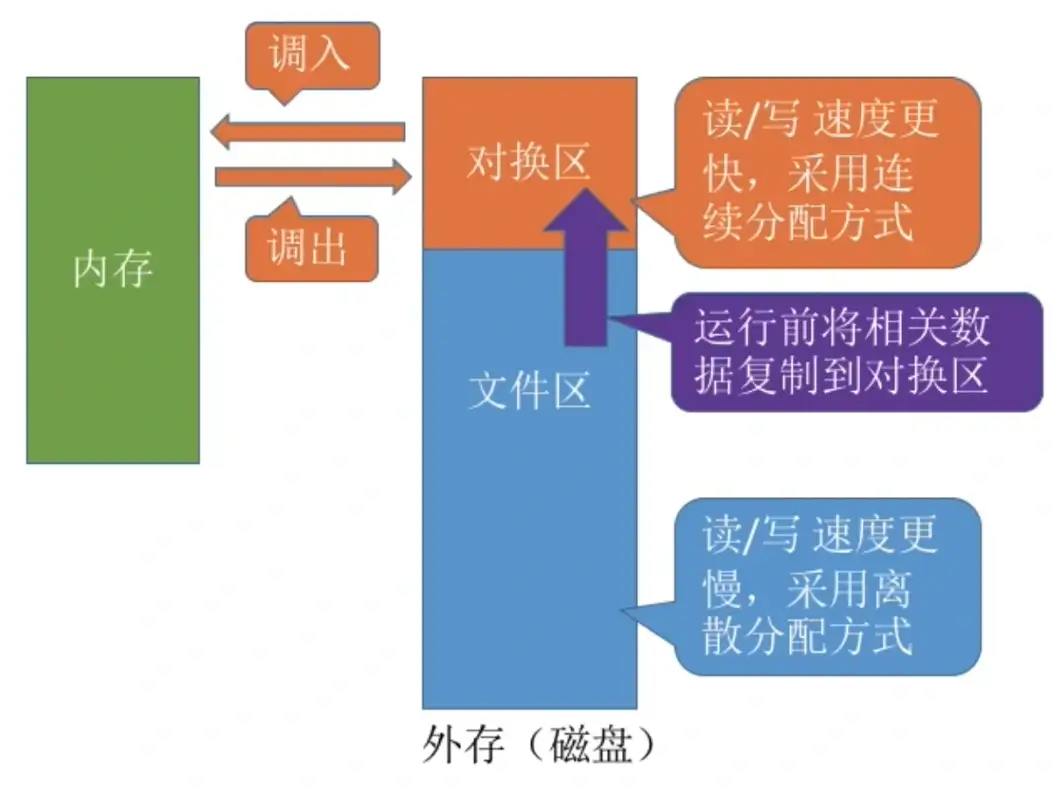 调入
对换区
读/写 速度更
快，采用连
续分配方式
调出
内存
运行前将相关数
据复制到对换区
文件区
读/写 速度更
慢，采用离
散分配方式
外存（磁盘）